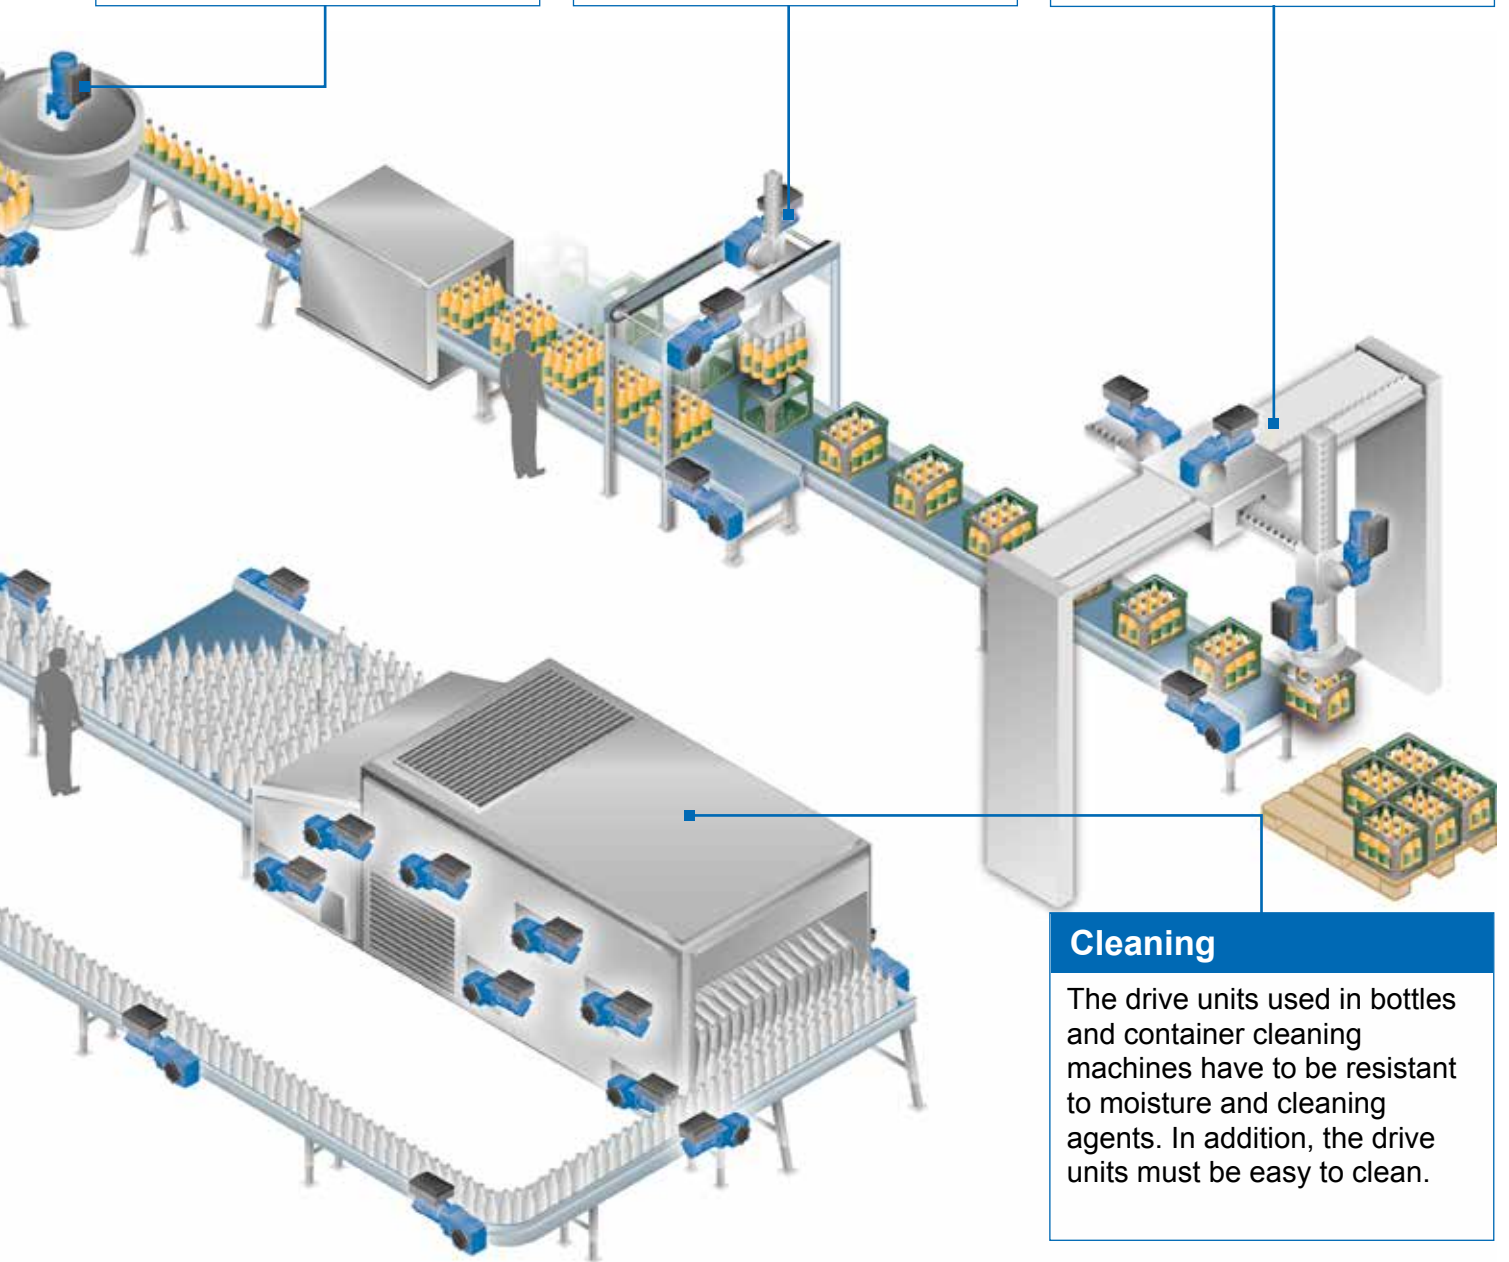 Cleaning
The drive units used in bottles
and container cleaning
machines have to be resistant
to moisture and cleaning
agents. In addition, the drive
units must be easy to clean.